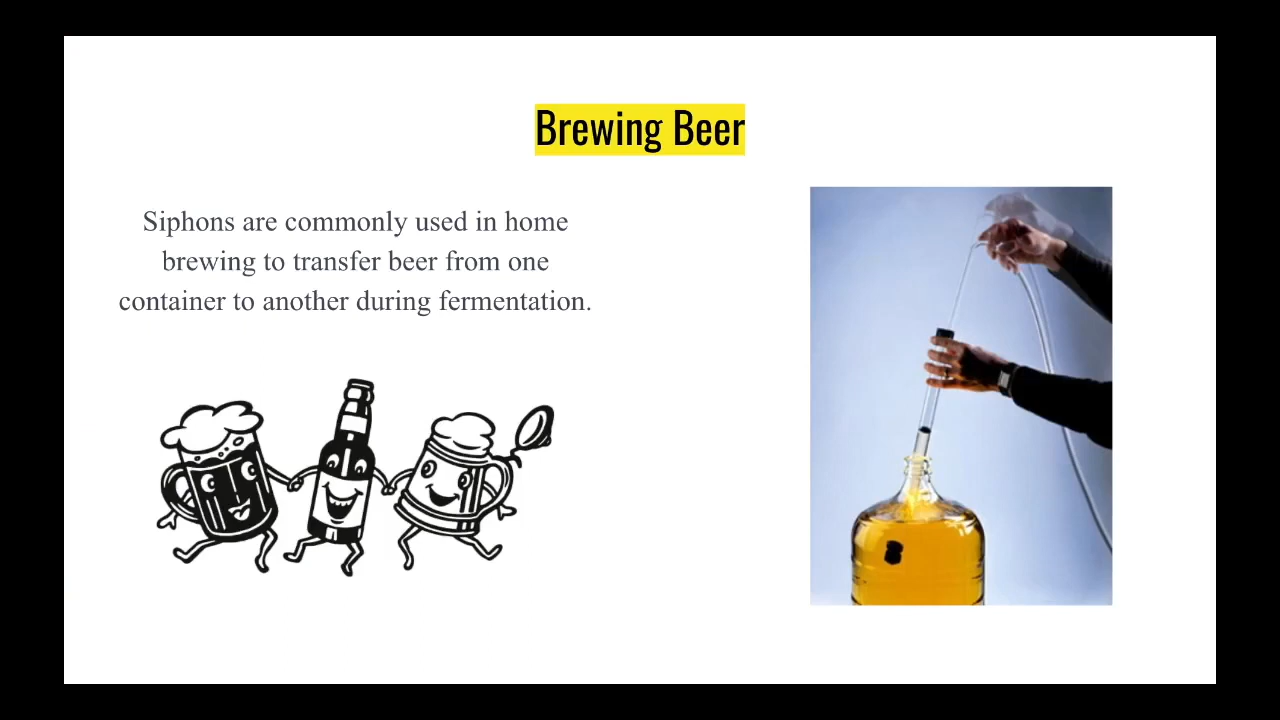 Brewing Beer
Siphons are commonly used in home
brewing to transfer beer from one
container to another during fermentation.